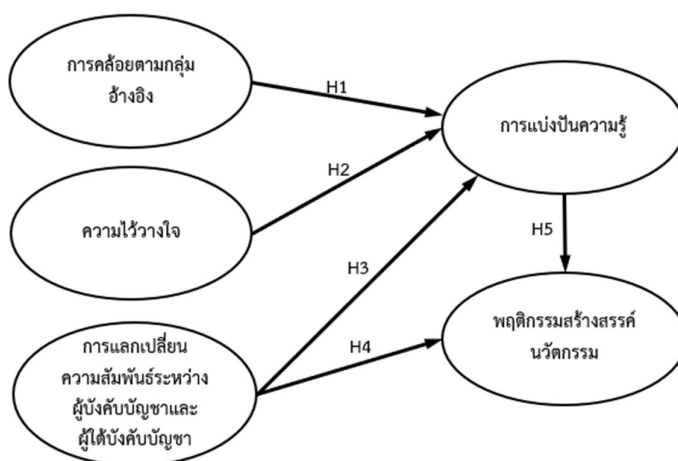 การคล้อยตามกลุ่ม
อ้างอิง
H1
การแบ่งปันความรู้
H2
ความไว้วางใจ
H5
H3
พฤติกรรมสร้างสรรค์
นวัตกรรม
การแลกเปลี่ยน
ความสัมพันธ์ระหว่าง
ผู้บังคับบัญชาและ
ผู้ใต้บังคับบัญชา
H4